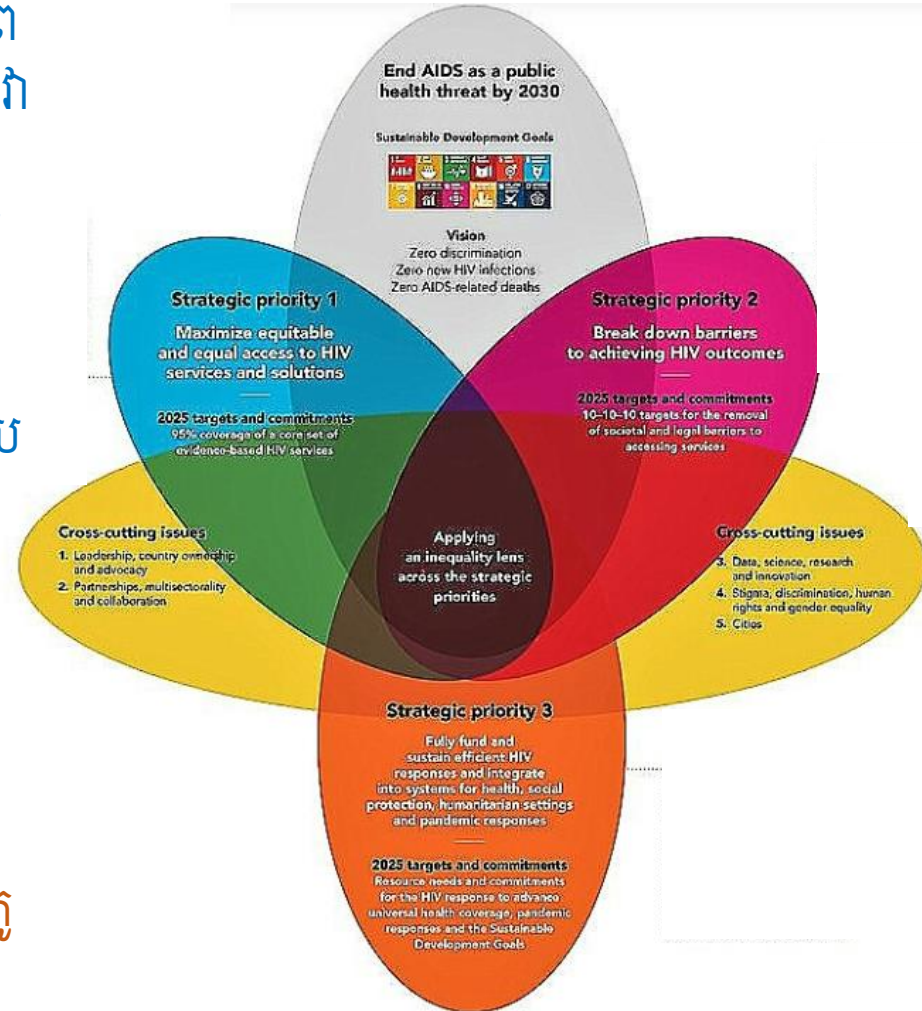 End AIDS as a public
health threat by 2030
Sustainable Development Goals
Vision
Zero discrimination
Zero new HIV infections
Zero AIDS-related deaths
Strategic priority 1
Maximize equitable
and equal access to HIV
services and solutions
2025 targets and commitments
95% coverage of a core set of
evidence-based HIV services
Strategic priority 2
Break down barriers
to achieving HIV outcomes
2025 targets and commitments
10-10-10 targets for the removal
of societal and legal barriers to
accessing services
Cross-cutting issues
1. Leadership, country ownership
and advocacy
2. Partnerships, multisectorality
and collaboration
Applying
an inequality lens
across the strategic
priorities
Cross-cutting issues
3. Data, science, research
and innovation
4. Stigma, discrimination, human
rights and gender equality
5. Cities
Strategic priority 3
Fully fund and
sustain efficient HIV
responses and integrate
into systems for health, social
protection, humanitarian settings
and pandemic responses
2025 targets and commitments
Resource needs and commitments
for the HIV response to advance
universal health coverage, pandemic
responses and the Sustainable
Development Goals